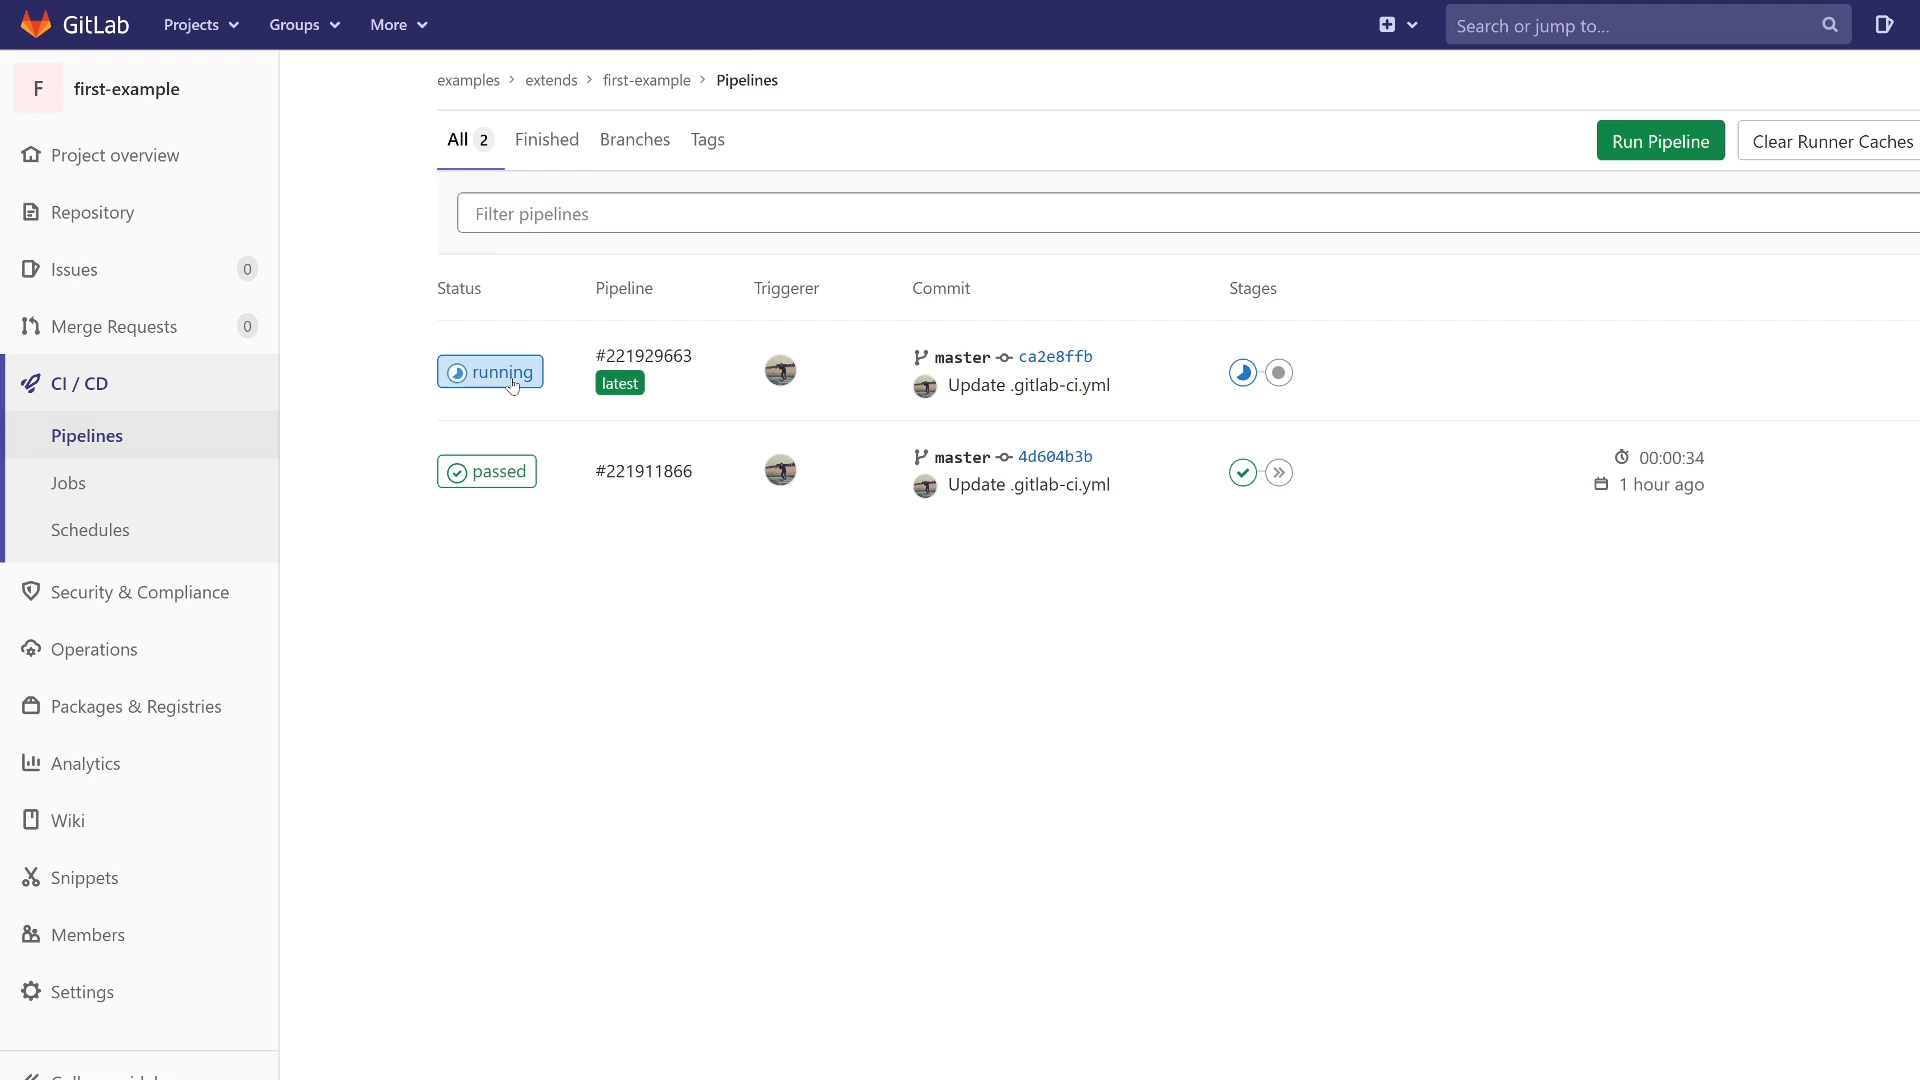 GitLab Projects Groups More Search or jump to...
F first-example
examples > extends > first-example > Pipelines
Project overview
Repository
Issues 0
Merge Requests 0
CI / CD
Pipelines
Jobs
Schedules
Security & Compliance
Operations
Packages & Registries
Analytics
Wiki
Snippets
Members
Settings
All 2 Finished Branches Tags Run Pipeline Clear Runner Caches
Filter pipelines
Status Pipeline Triggerer Commit Stages
running #221929663 latest
master ca2e8ffb
Update .gitlab-ci.yml
passed #221911866
master 4d604b3b
Update .gitlab-ci.yml
00:00:34
1 hour ago